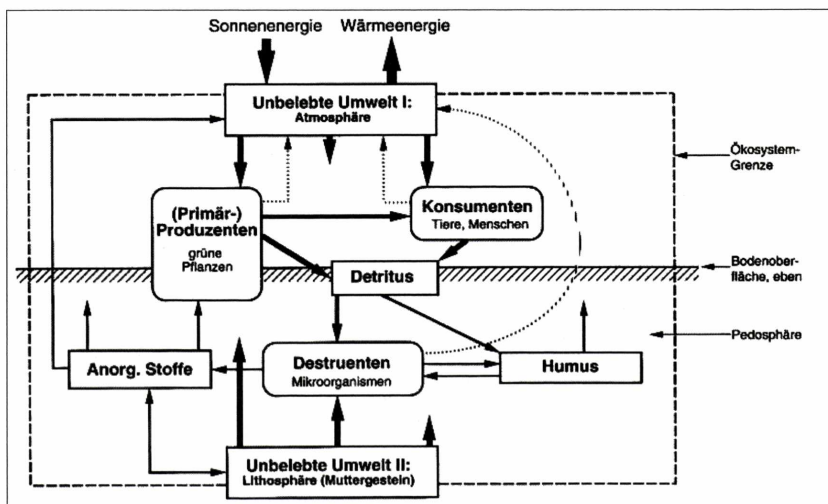 Sonnenenergie
Wärmeenergie
Unbelebte Umwelt I:
Atmosphäre
Ökosystem-
Grenze
(Primär-)
Produzenten
grüne
Pflanzen
Konsumenten
Tiere, Menschen
Detritus
Bodenober-
fläche, eben
Pedosphäre
Anorg. Stoffe
Destruenten
Mikroorganismen
Humus
Unbelebte Umwelt II:
Lithosphäre (Muttergestein)